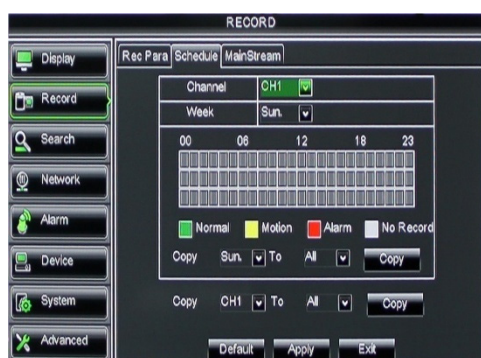 RECORD
Display
Record
Search
Network
Alarm
Device
System
Advanced
Rec Para Schedule MainStream
Channel CH1
Week Sun.
00 06 12 18 23
Normal Motion Alarm No Record
Copy Sun. To All Copy
Copy CH1 To All Copy
Default Apply Exit